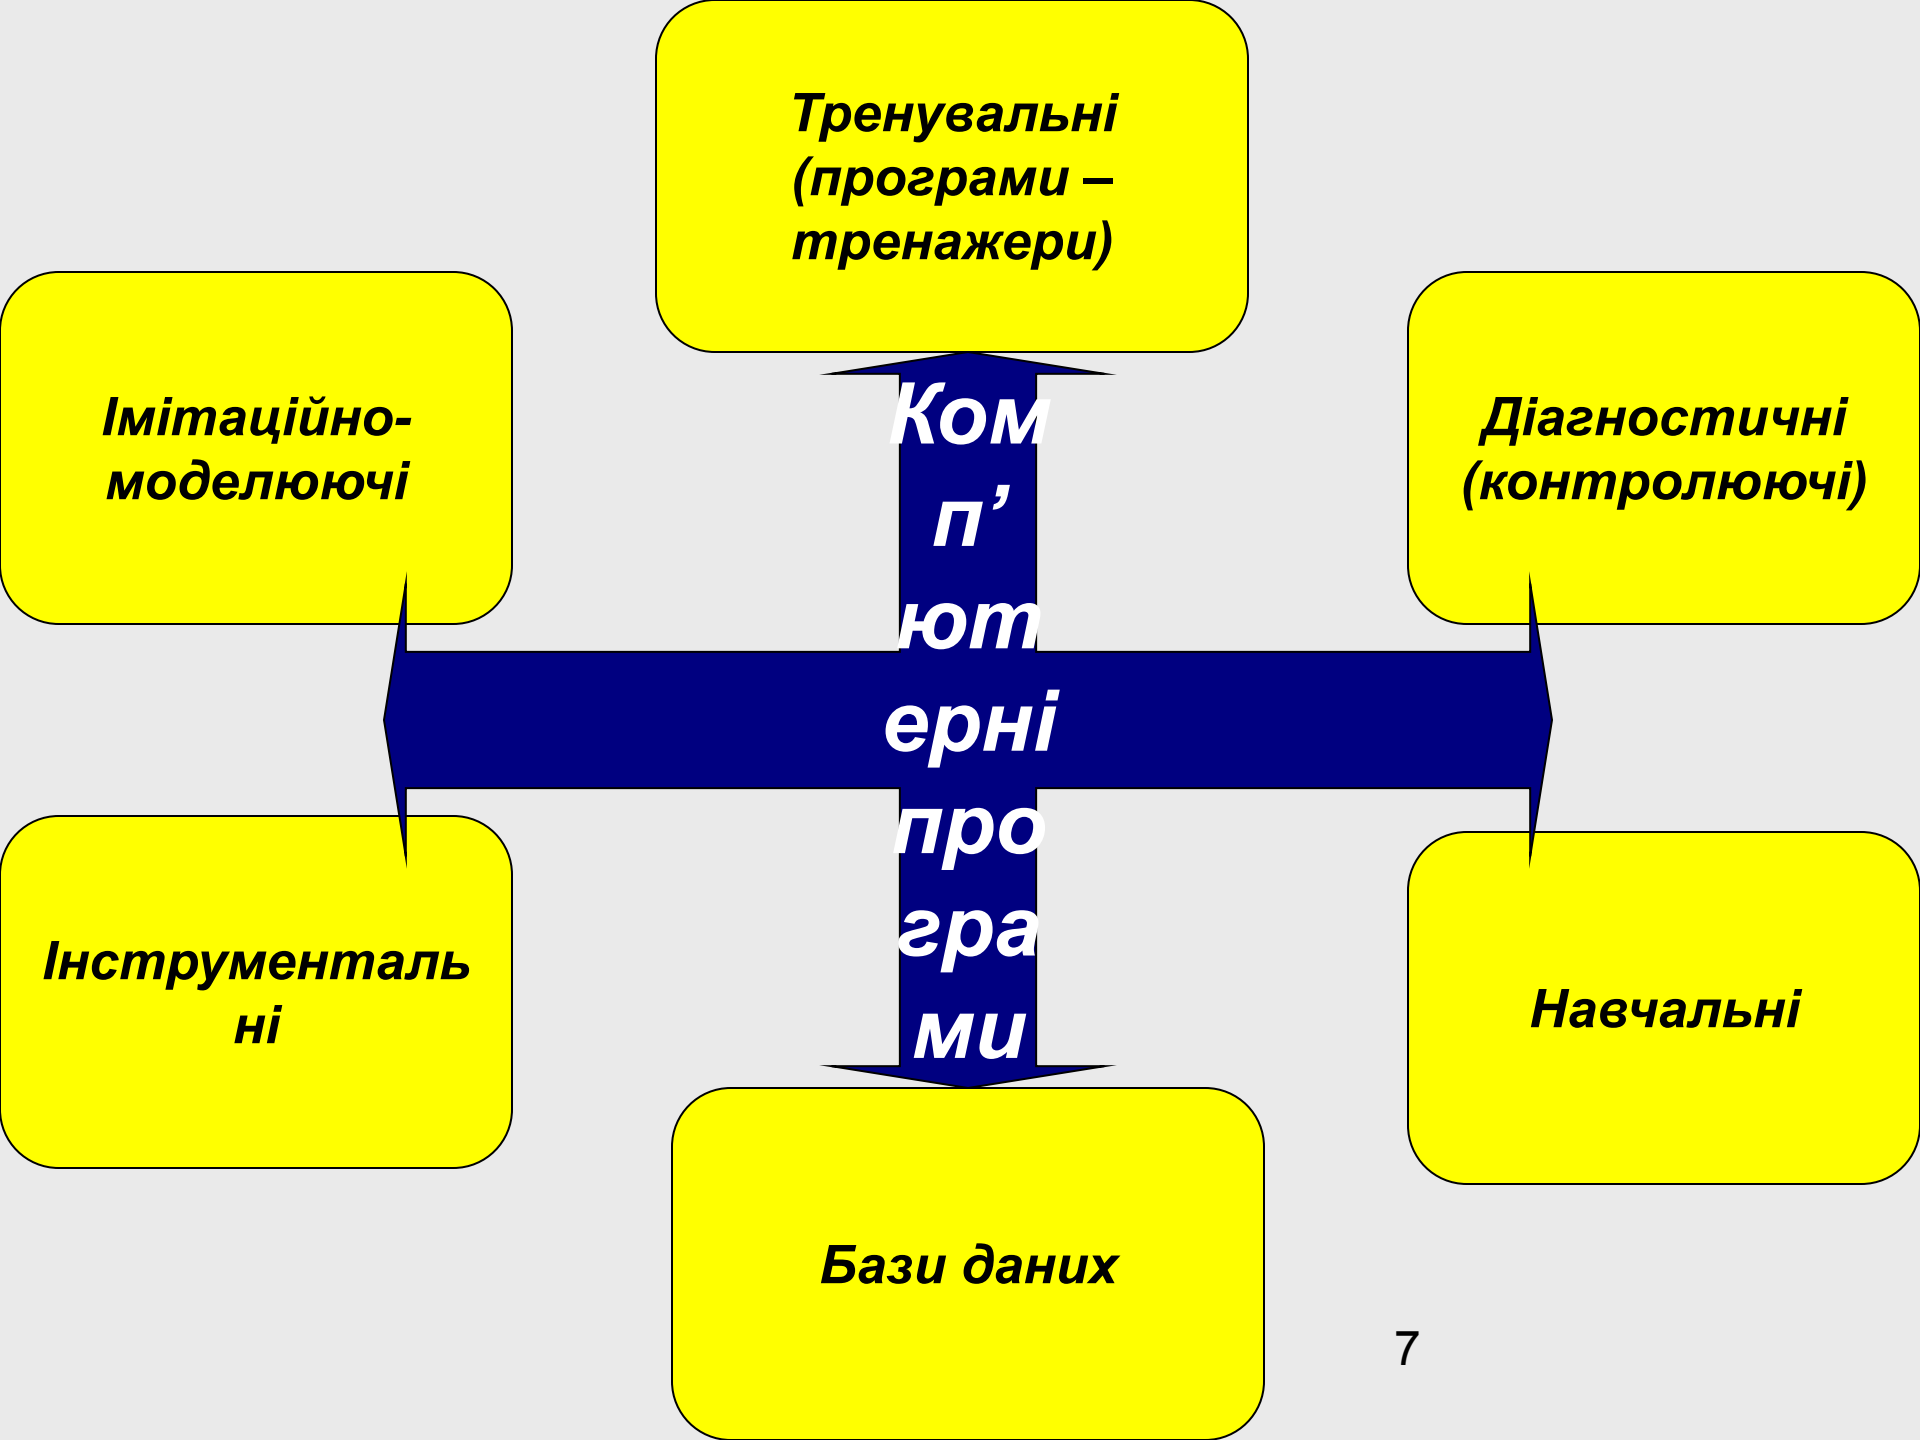 Тренувальні
(програми –
тренажери)
Імітаційно-
моделюючі
Діагностичні
(контролюючі)
Ком
п’
ют
ерні
про
гра
ми
Інструменталь
ні
Навчальні
Бази даних
7